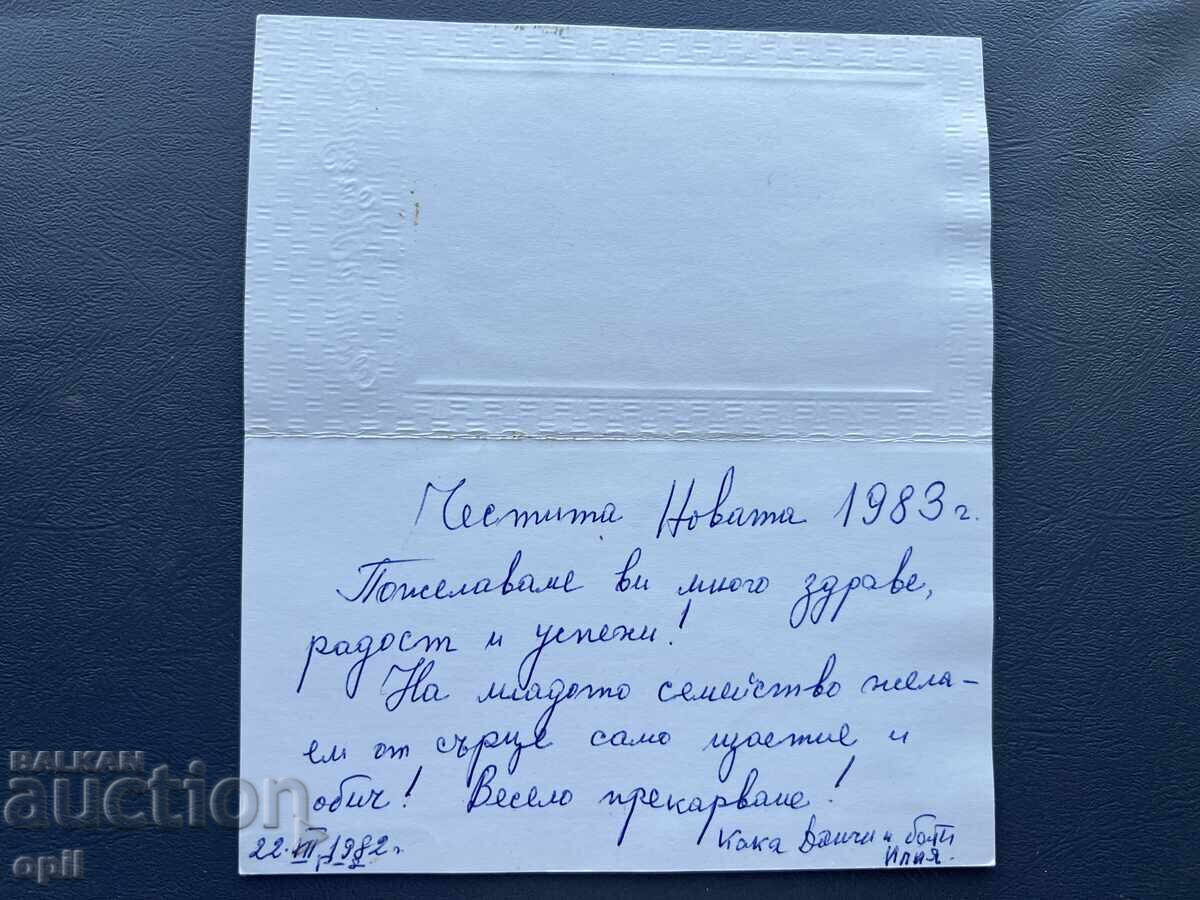 Честита Новата 1983 г.
Пожелаваме ви много здраве,
радост и успехи!
На младото семейство жела-
ем от сърце само щастие и
обич! Весело прекарване!
22. XII, 1982 г.
Кака Данчи и бати
Илия.
BALKAN
auction
opil